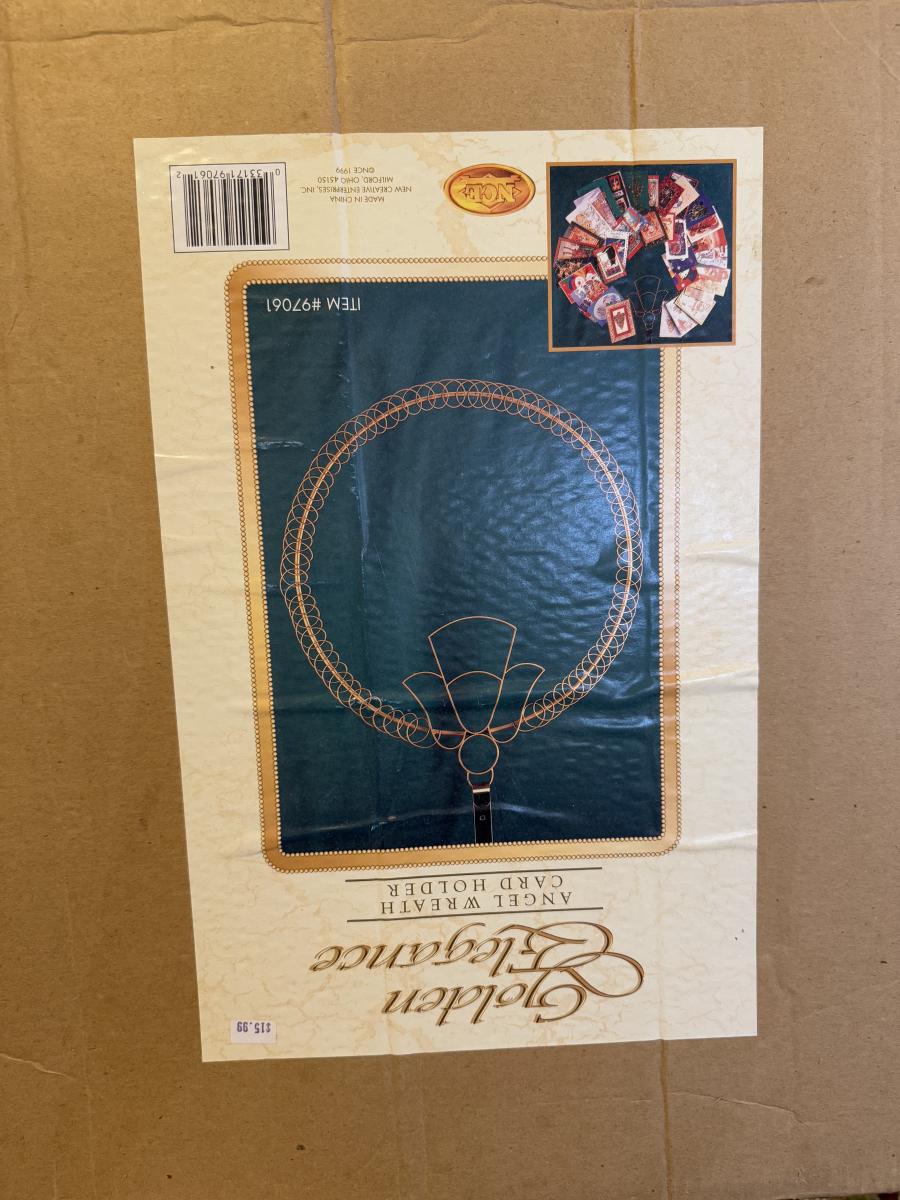 $15.99
Golden
Elegance
ANGEL WREATH
CARD HOLDER
ITEM #97061
NCE
MADE IN CHINA
NEW CREATIVE ENTERPRISES, INC.
MILFORD, OHIO 45150
©NCE 1999
0 33171 97061 2